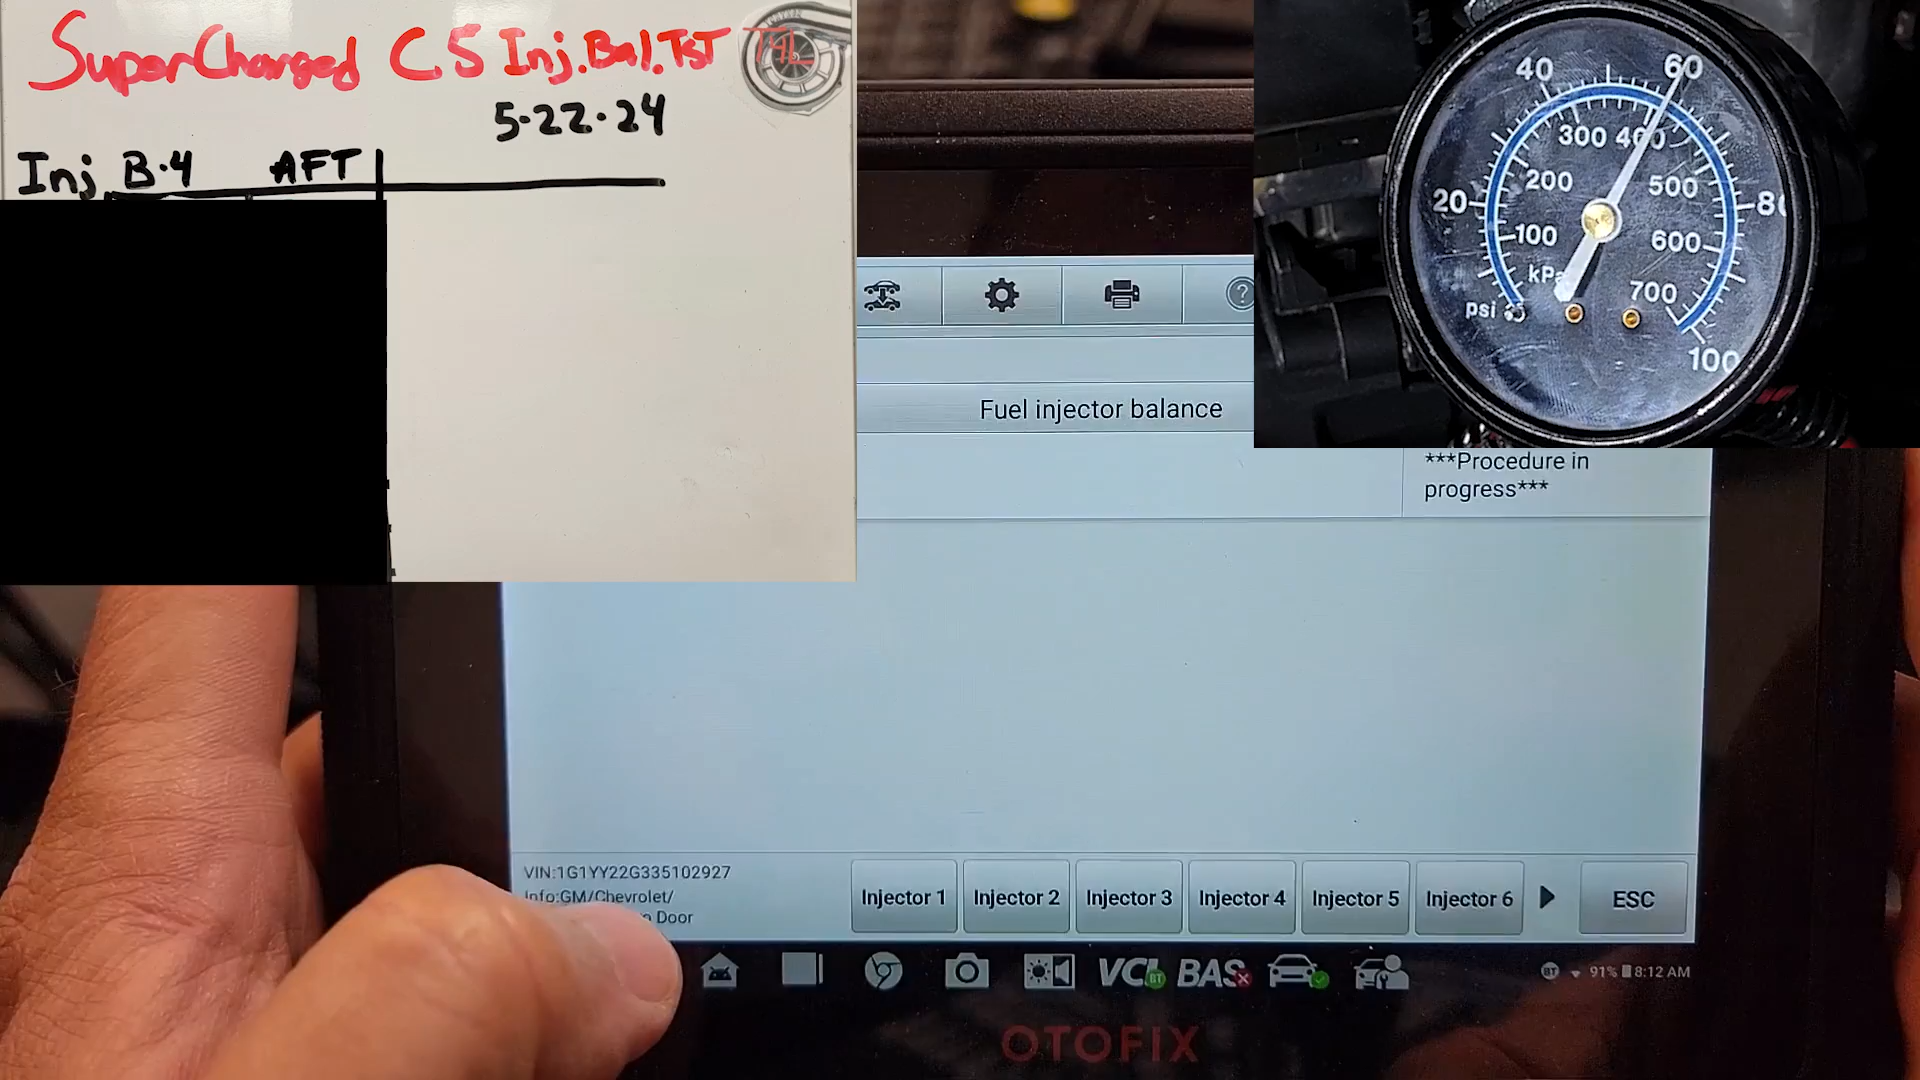 SuperCharged C5 Inj. Bal. TST
5·22·24
Inj. B·4 AFT
40
60
20
80
100
psi
300
400
200
500
100
600
kPa
700
Fuel injector balance
***Procedure in
progress***
VIN:1G1YY22G335102927
Info:GM/Chevrolet/
Door
Injector 1
Injector 2
Injector 3
Injector 4
Injector 5
Injector 6
ESC
VCI
BT
BAS
BT
91%
8:12 AM
OTOFIX